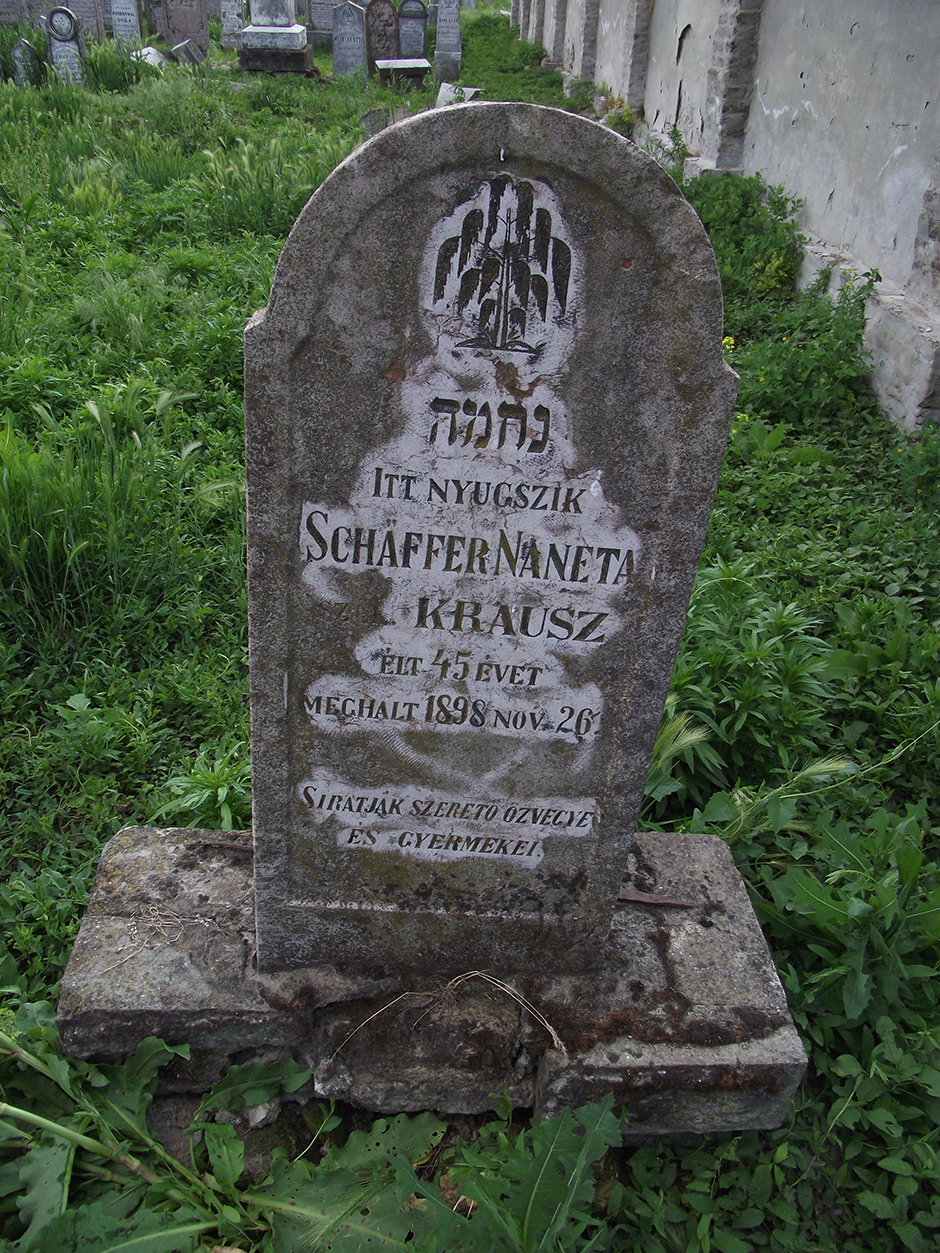 נחמה
ITT NYUGSZIK
SCHÄFFER NANETA
KRAUSZ
ÉLT 45 ÉVET
MEGHALT 1898 NOV. 26.
SIRATJÁK SZERETŐ ÖZVEGYE
ÉS GYERMEKEI.